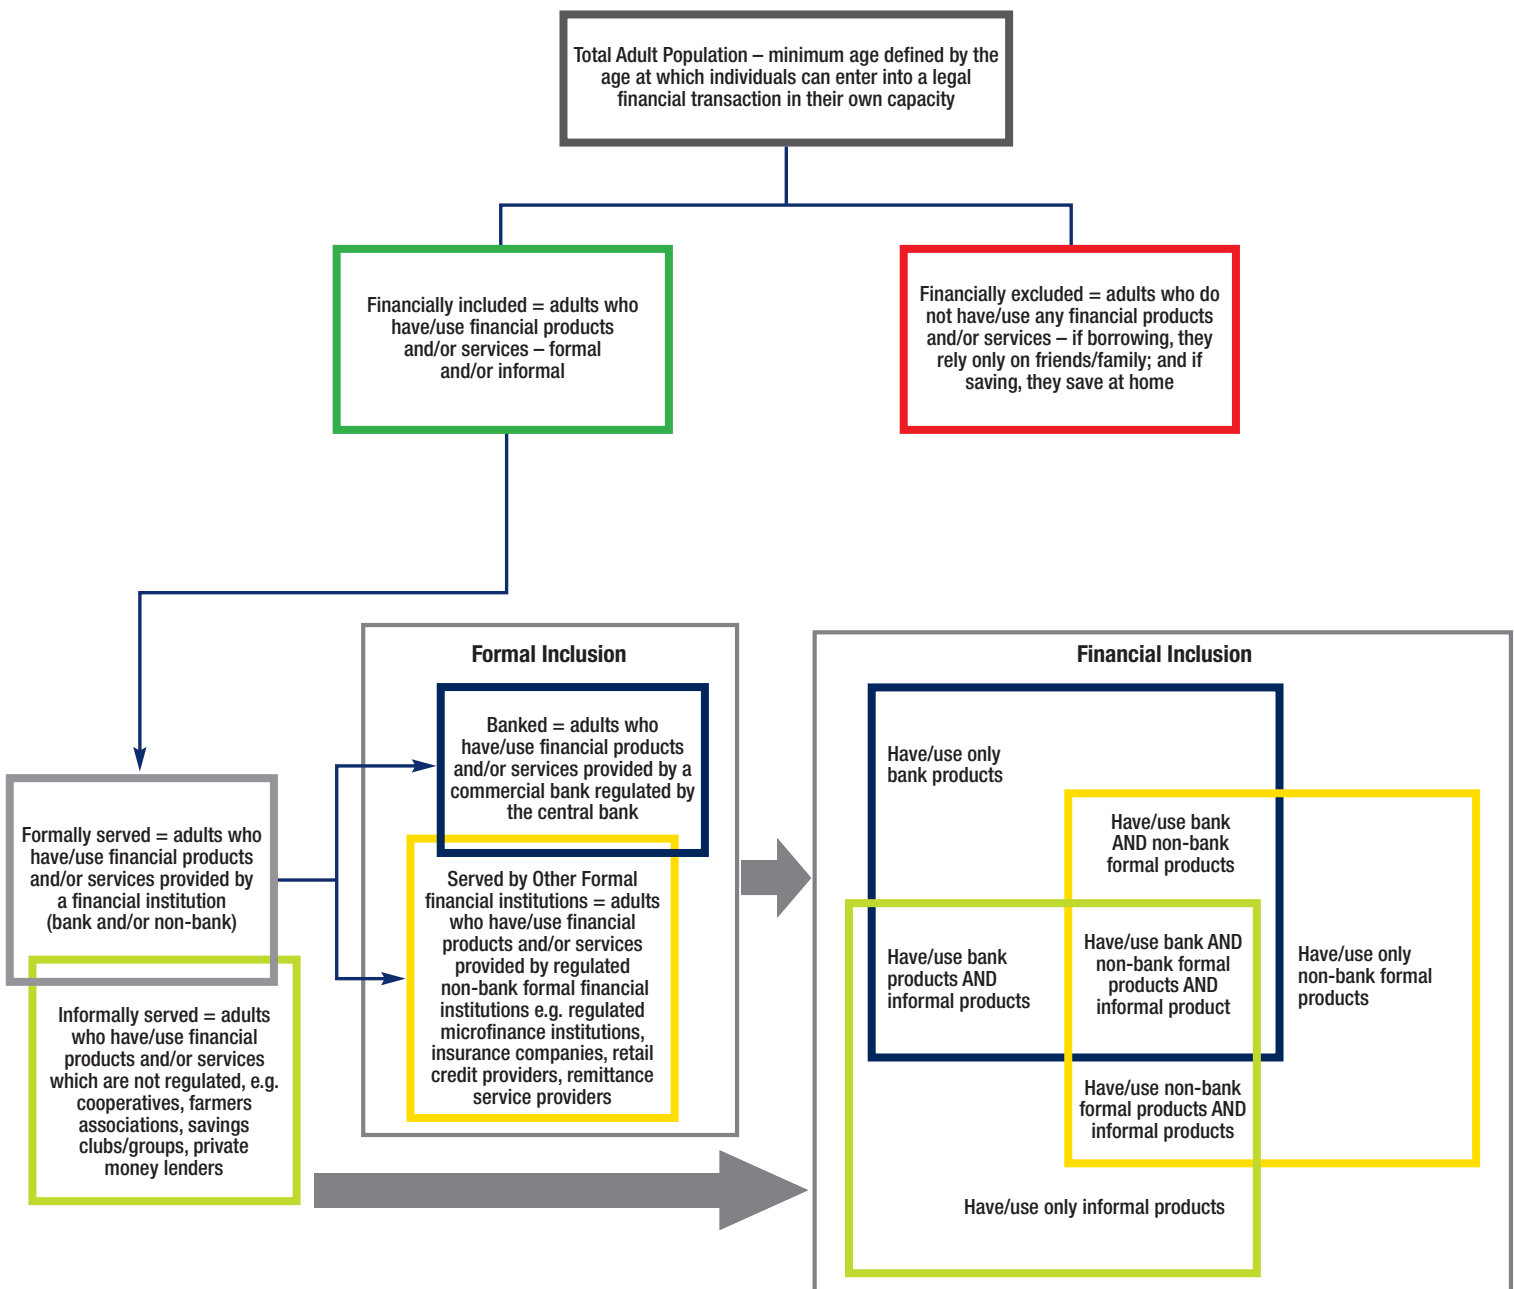 Total Adult Population – minimum age defined by the
age at which individuals can enter into a legal
financial transaction in their own capacity
Financially included = adults who
have/use financial products
and/or services – formal
and/or informal
Financially excluded = adults who do
not have/use any financial products
and/or services – if borrowing, they
rely only on friends/family; and if
saving, they save at home
Formally served = adults who
have/use financial products
and/or services provided by
a financial institution
(bank and/or non-bank)
Informally served = adults
who have/use financial
products and/or services
which are not regulated, e.g.
cooperatives, farmers
associations, savings
clubs/groups, private
money lenders
Formal Inclusion
Banked = adults who
have/use financial products
and/or services provided by a
commercial bank regulated by
the central bank
Served by Other Formal
financial institutions = adults
who have/use financial
products and/or services
provided by regulated
non-bank formal financial
institutions e.g. regulated
microfinance institutions,
insurance companies, retail
credit providers, remittance
service providers
Financial Inclusion
Have/use only
bank products
Have/use bank
AND non-bank
formal products
Have/use bank
products AND
informal products
Have/use bank AND
non-bank formal
products AND
informal product
Have/use only
non-bank formal
products
Have/use non-bank
formal products AND
informal products
Have/use only informal products